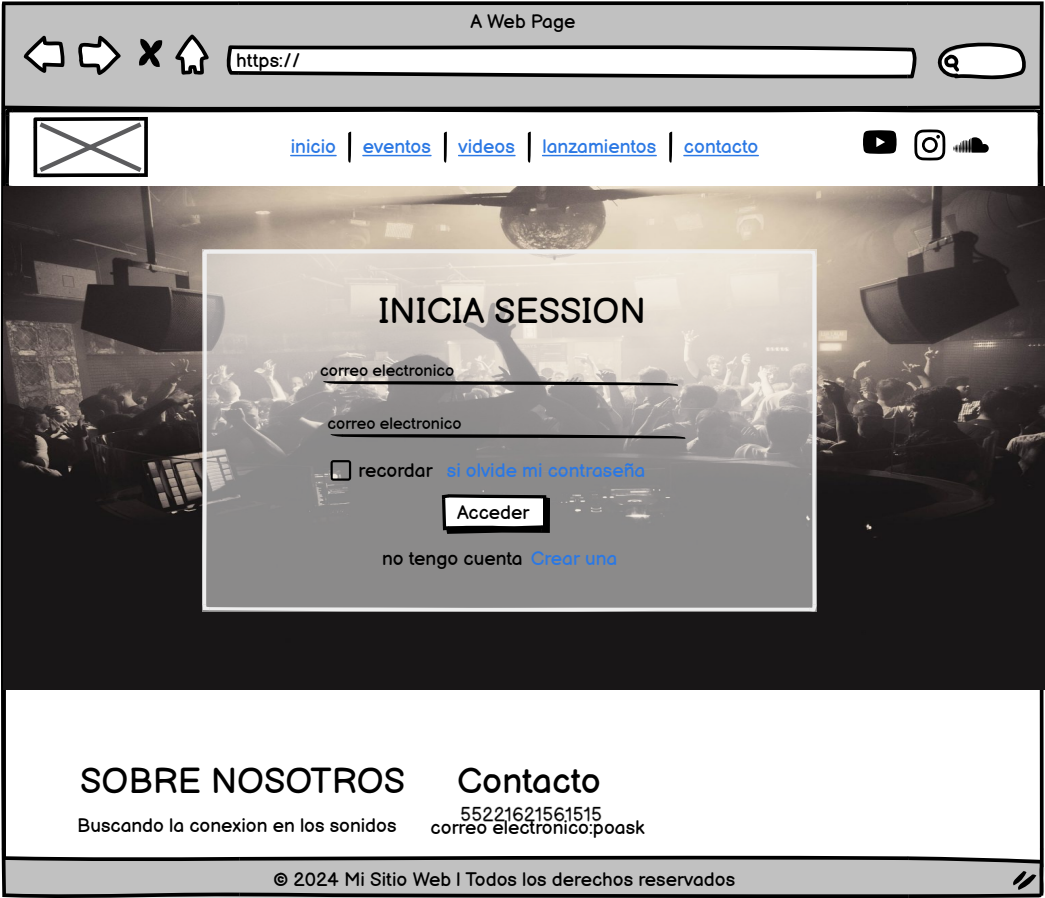 A Web Page
https://
inicio | eventos | videos | lanzamientos | contacto
INICIA SESSION
correo electronico
correo electronico
recordar si olvide mi contraseña
Acceder
no tengo cuenta Crear una
SOBRE NOSOTROS
Buscando la conexion en los sonidos
Contacto
55221621561515
correo electronico:poask
© 2024 Mi Sitio Web | Todos los derechos reservados